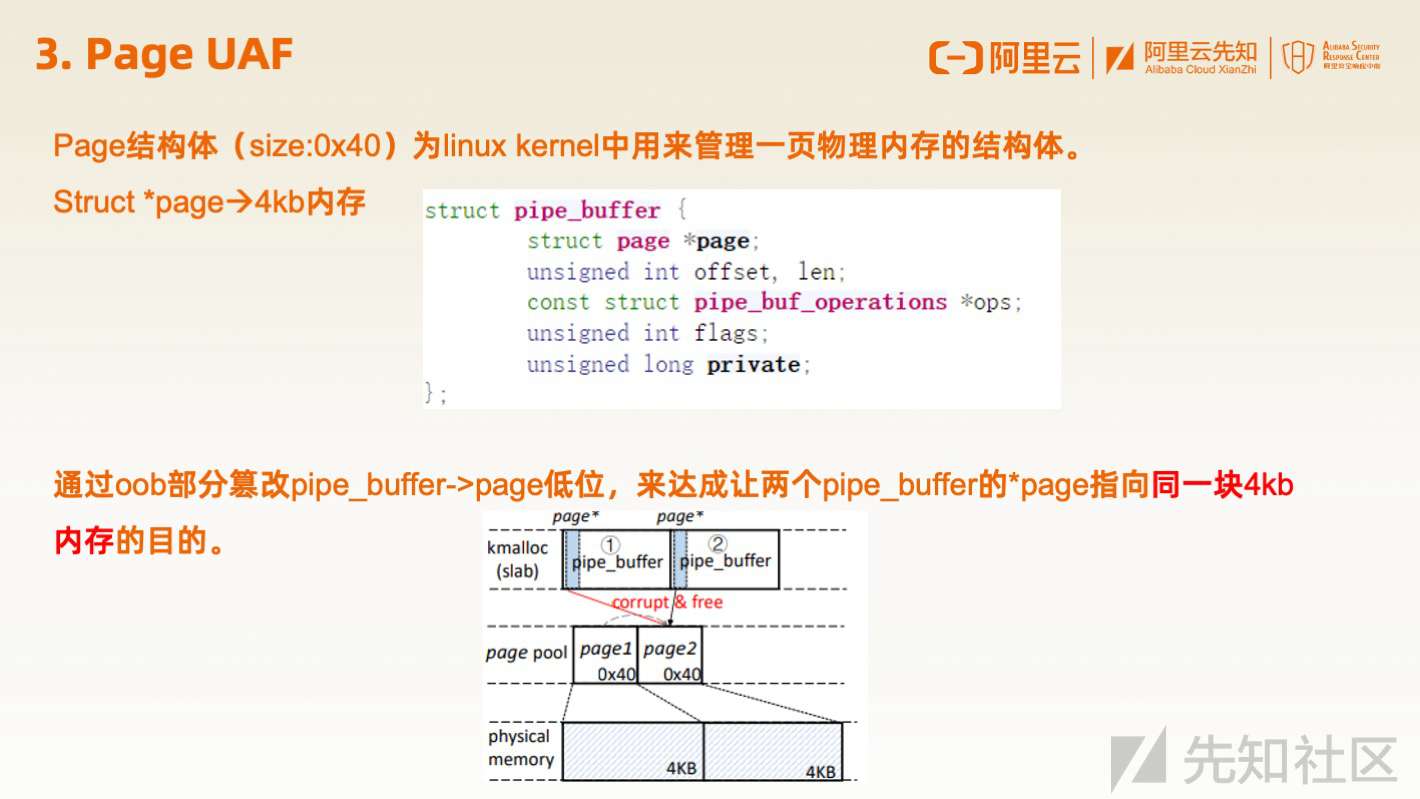 3. Page UAF
阿里云
阿里云先知
Alibaba Cloud XianZhi
ALIBABA SECURITY
RESPONSE CENTER
阿里安全响应中心
Page结构体（size:0x40）为linux kernel中用来管理一页物理内存的结构体。
Struct *page→4kb内存
struct pipe_buffer {
struct page *page;
unsigned int offset, len;
const struct pipe_buf_operations *ops;
unsigned int flags;
unsigned long private;
};
通过oob部分篡改pipe_buffer->page低位，来达成让两个pipe_buffer的*page指向同一块4kb
内存的目的。
page* page*
kmalloc
(slab)
① ②
pipe_buffer pipe_buffer
corrupt & free
page pool page1 page2
0x40 0x40
physical
memory
4KB 4KB
先知社区